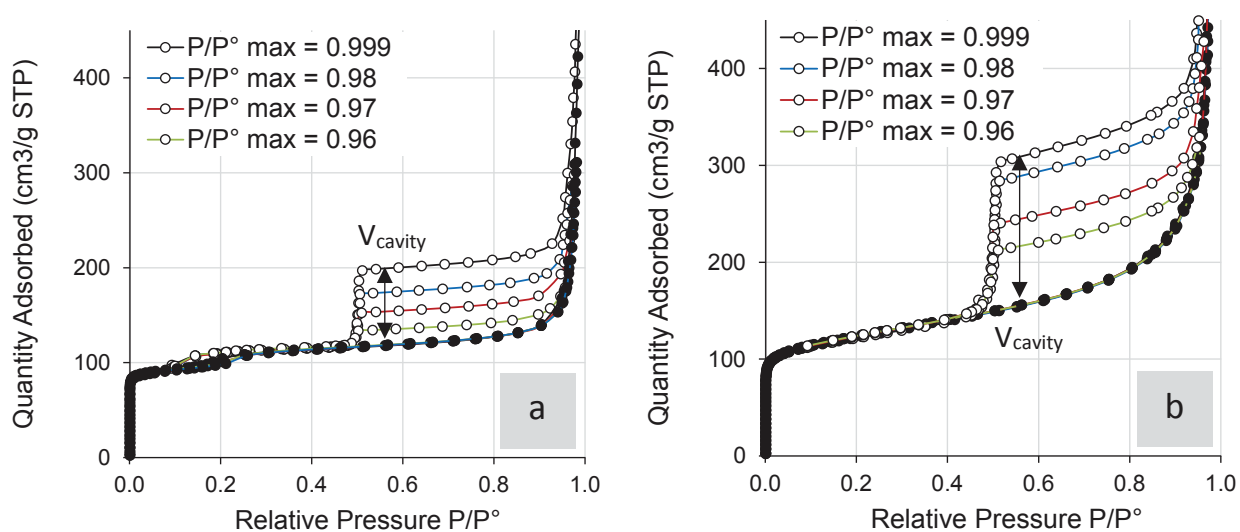 P/P° max = 0.999
P/P° max = 0.98
P/P° max = 0.97
P/P° max = 0.96
Quantity Adsorbed (cm3/g STP)
400
300
200
100
0
Vcavity
a
0.0 0.2 0.4 0.6 0.8 1.0
Relative Pressure P/P°
P/P° max = 0.999
P/P° max = 0.98
P/P° max = 0.97
P/P° max = 0.96
Quantity Adsorbed (cm3/g STP)
400
300
200
100
0
Vcavity
b
0.0 0.2 0.4 0.6 0.8 1.0
Relative Pressure P/P°